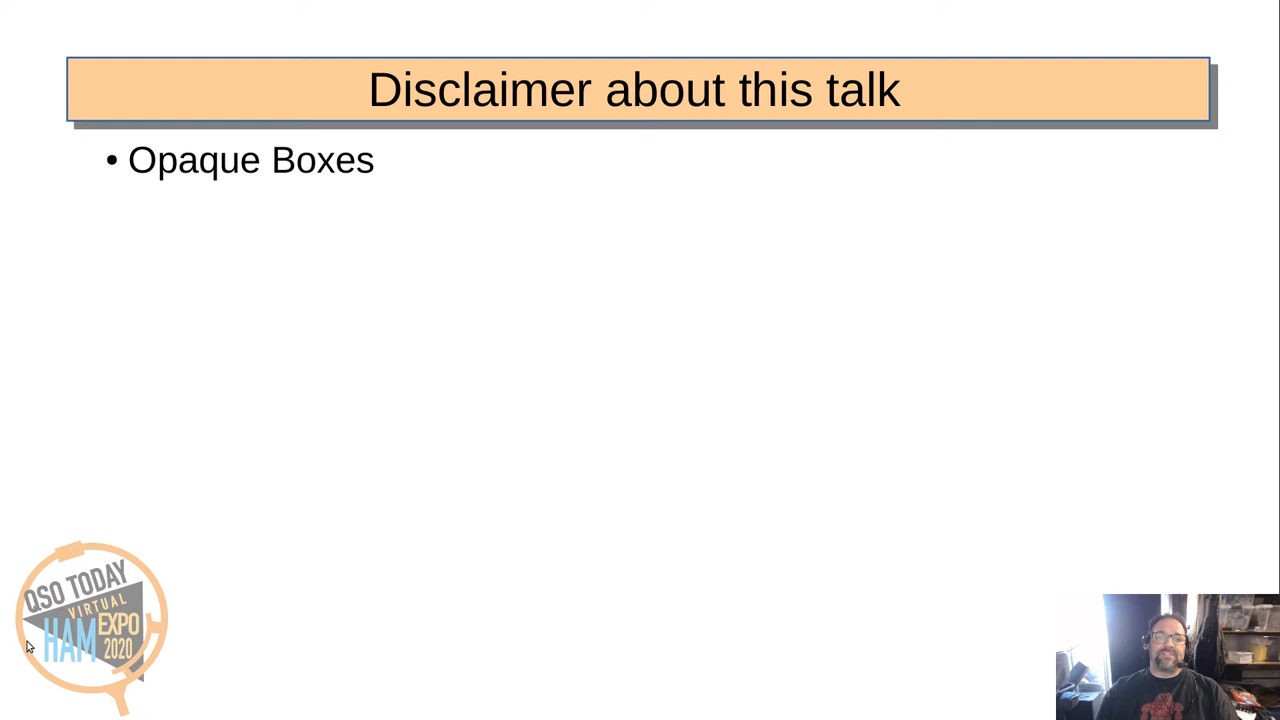 Disclaimer about this talk
• Opaque Boxes
QSO TODAY
VIRTUAL
HAM EXPO
2020